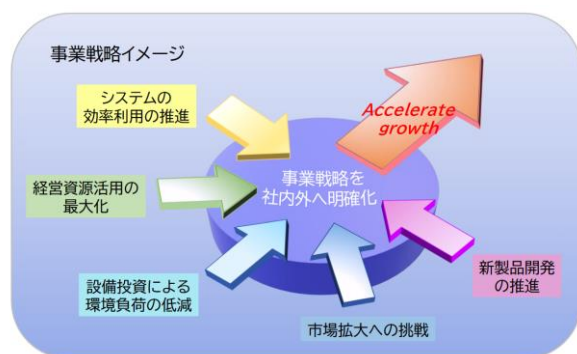 事業戦略イメージ
システムの
効率利用の推進
Accelerate
growth
事業戦略を
社内外へ明確化
経営資源活用の
最大化
設備投資による
環境負荷の低減
市場拡大への挑戦
新製品開発
の推進